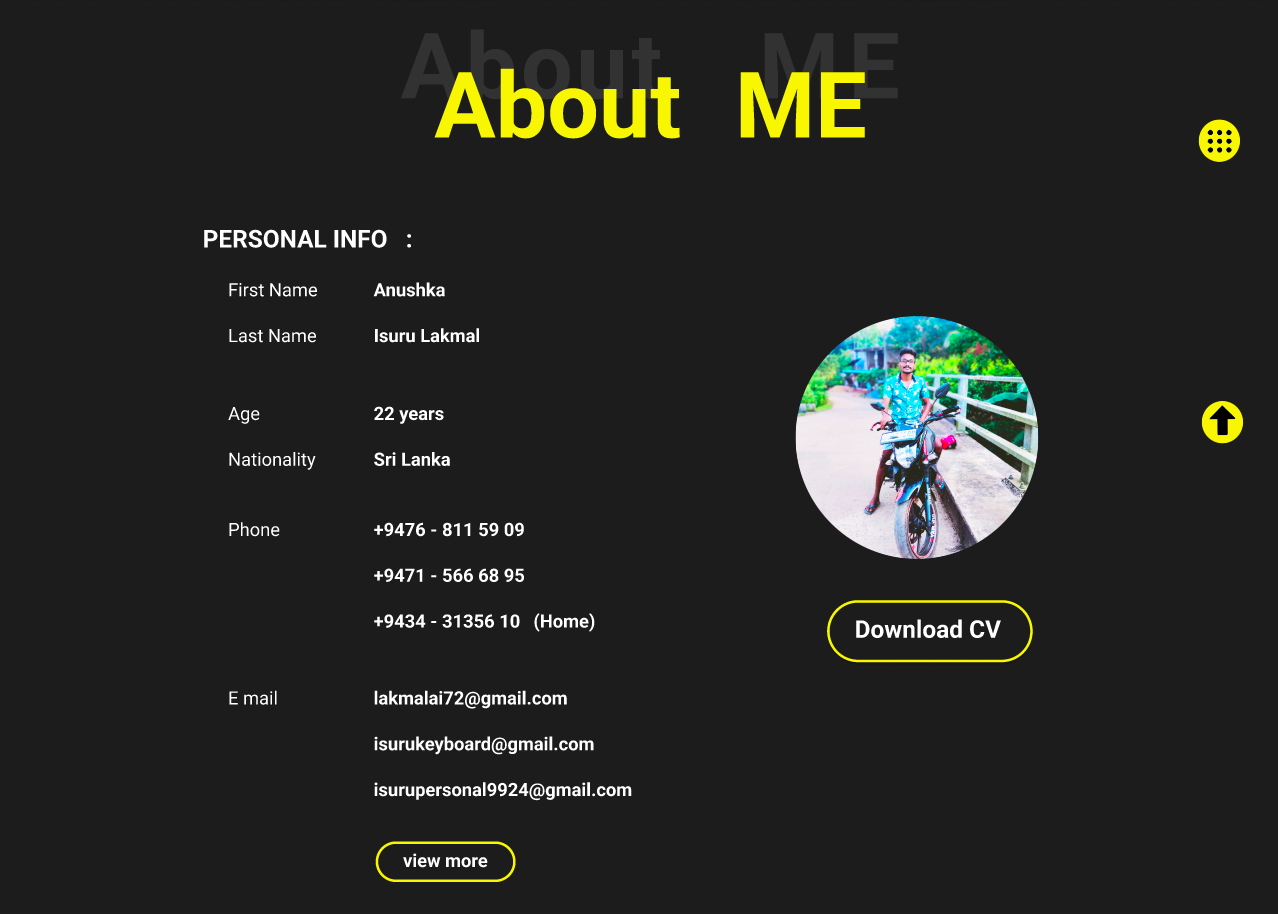 About ME
About ME
PERSONAL INFO :
First Name Anushka
Last Name Isuru Lakmal
Age 22 years
Nationality Sri Lanka
Phone +9476 - 811 59 09
+9471 - 566 68 95
+9434 - 31356 10 (Home)
Download CV
E mail lakmalai72@gmail.com
isurukeyboard@gmail.com
isurupersonal9924@gmail.com
view more